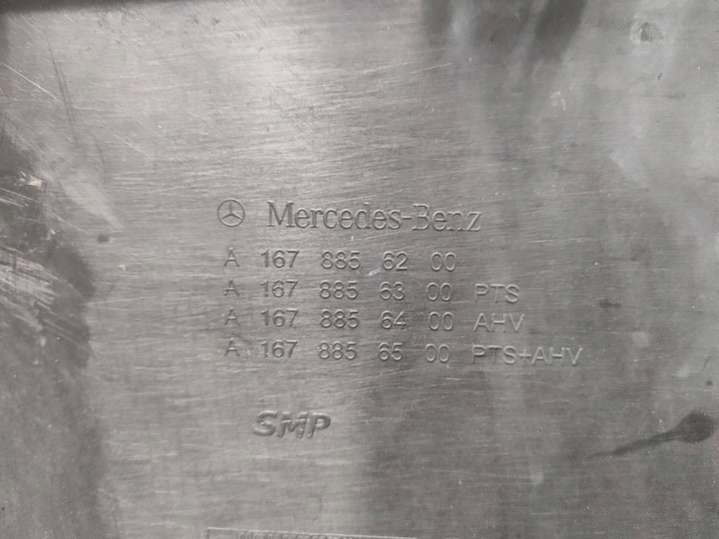 Mercedes-Benz
A 167 885 62 00
A 167 885 63 00 PTS
A 167 885 64 00 AHV
A 167 885 65 00 PTS+AHV
SMP